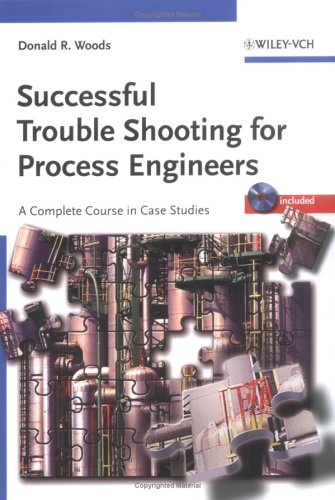 Donald R. Woods
WILEY-VCH
Successful
Trouble Shooting for
Process Engineers
A Complete Course in Case Studies
included